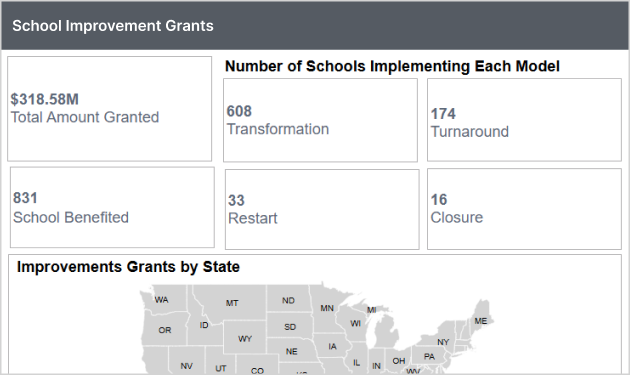 School Improvement Grants
$318.58M
Total Amount Granted
Number of Schools Implementing Each Model
608
Transformation
174
Turnaround
831
School Benefited
33
Restart
16
Closure
Improvements Grants by State
WA
MT
ND
MN
MI
ME
OR
ID
SD
WI
WY
NY
IA
PA
NE
IL
IN
OH
NV
UT
CO
WV